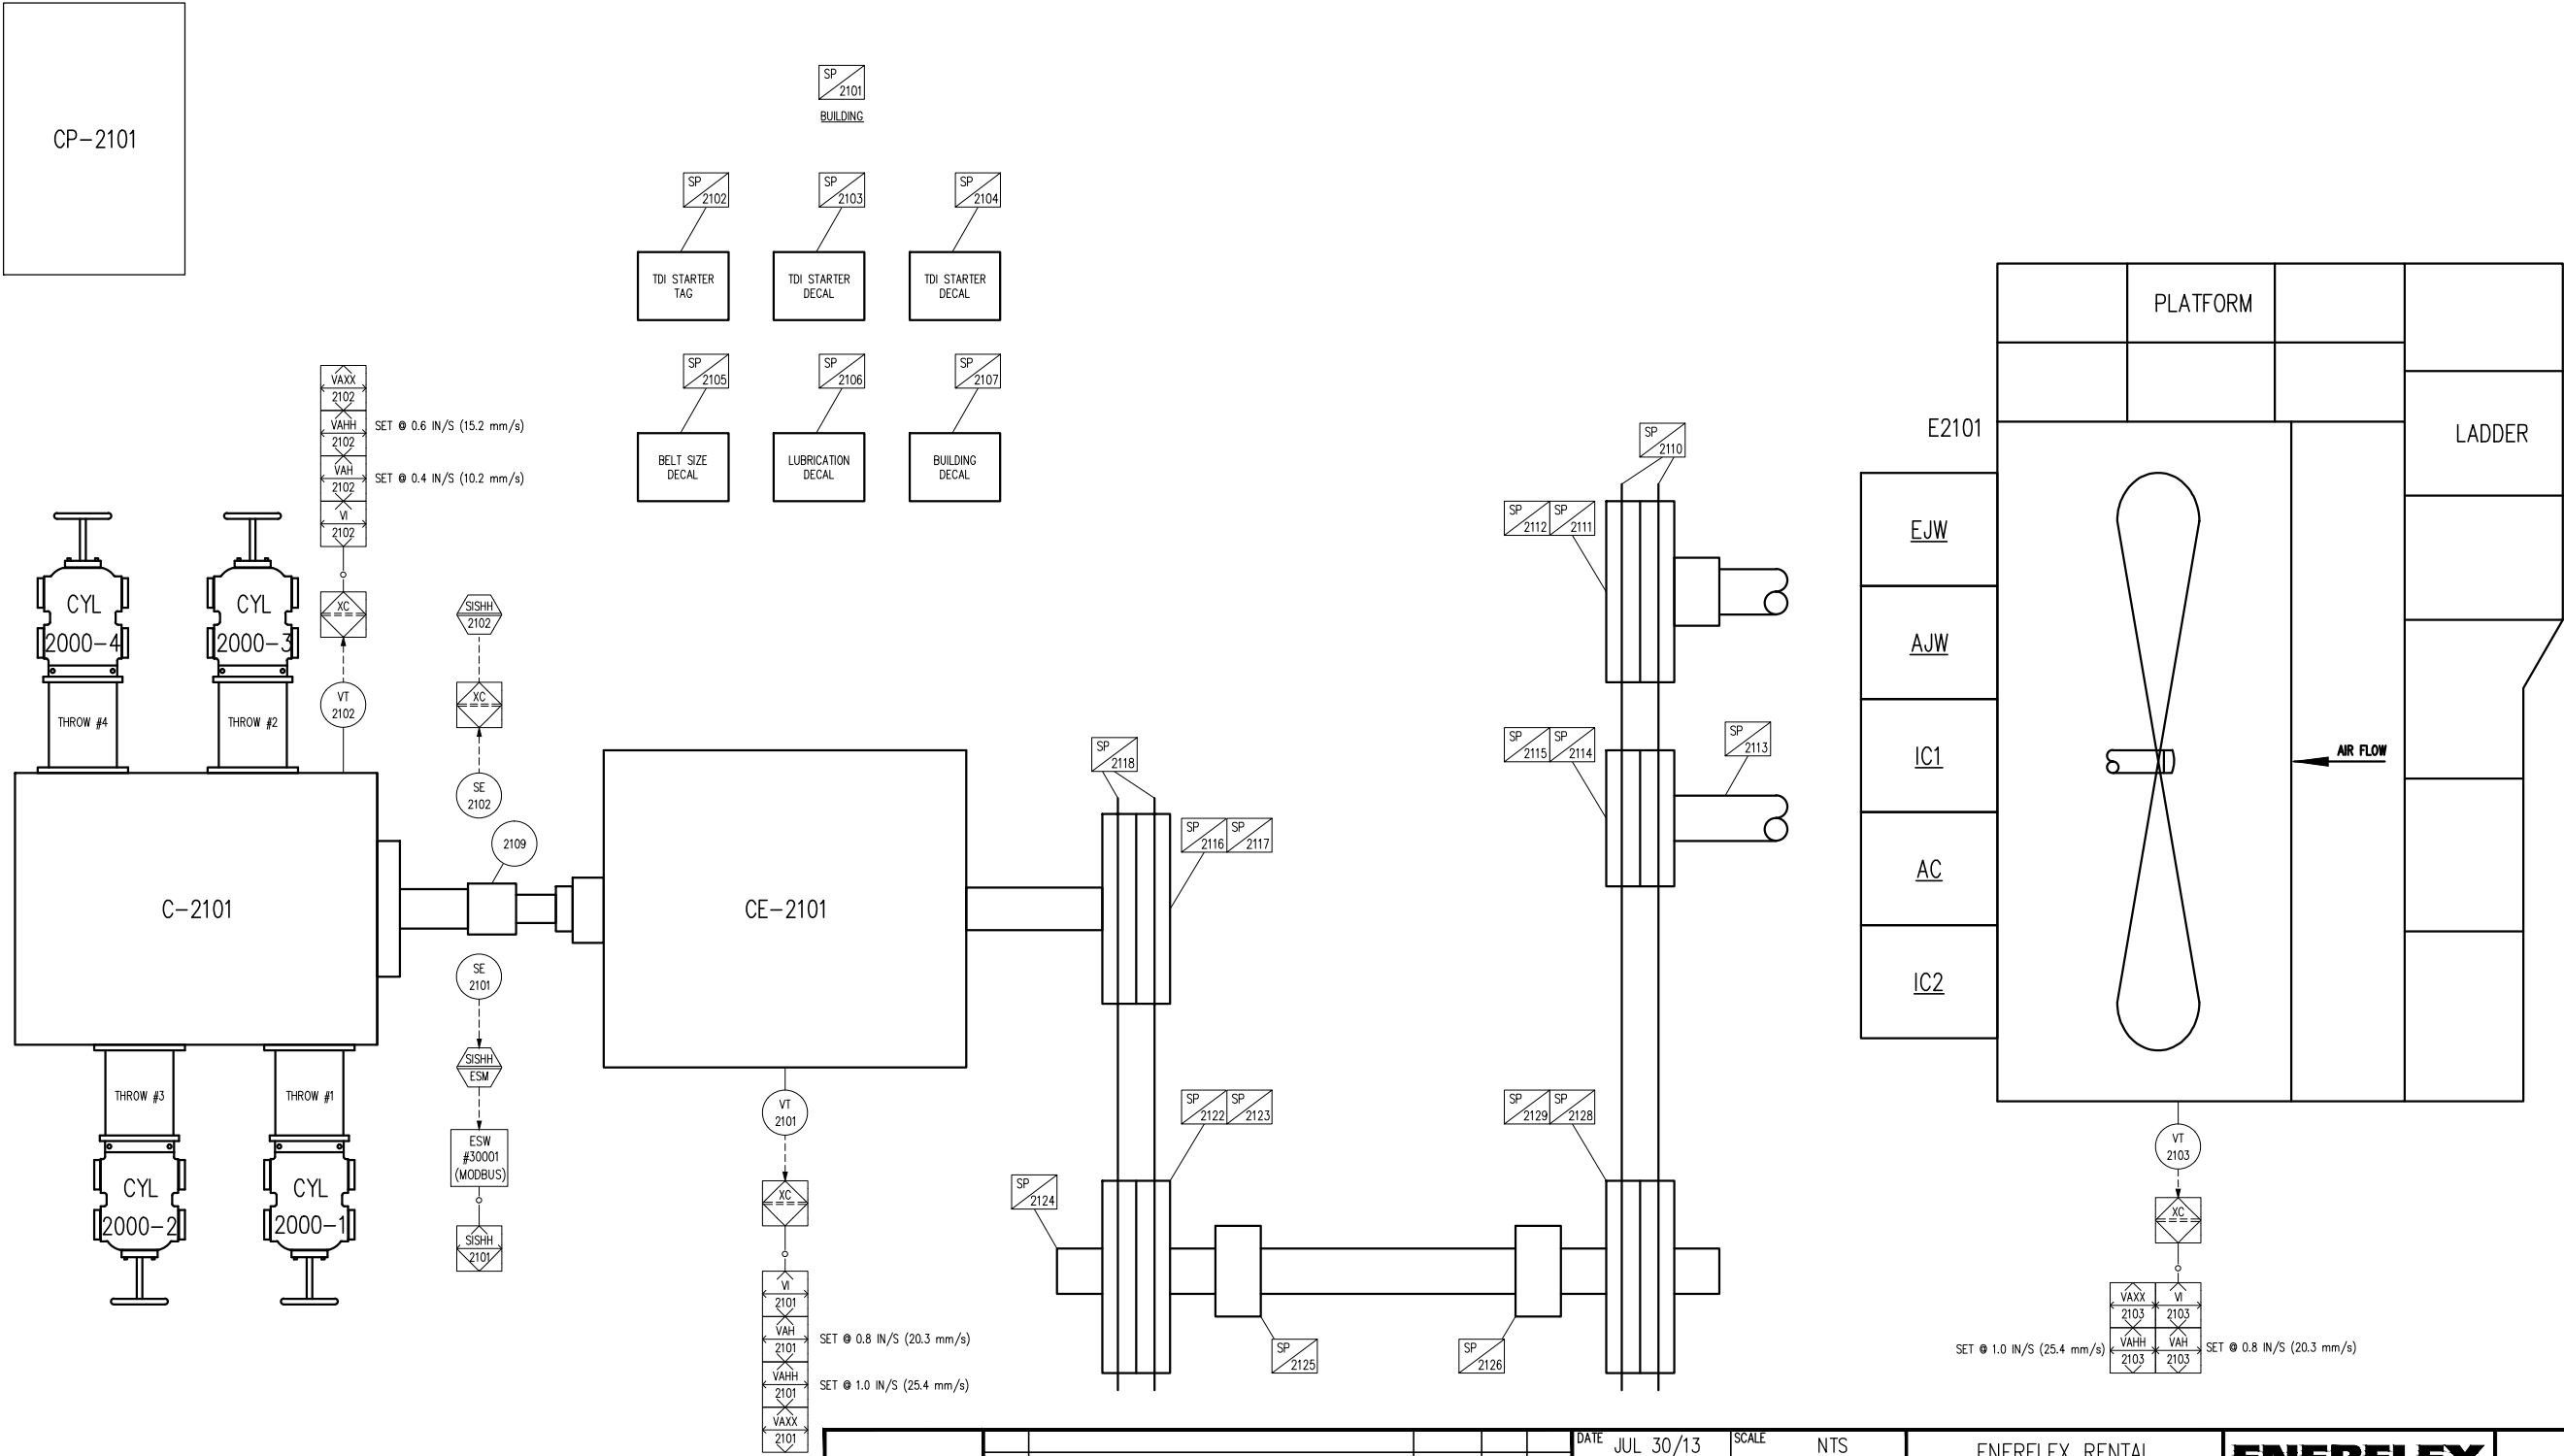 CP-2101
SP
2101
BUILDING
SP
2102
SP
2103
SP
2104
TDI STARTER
TAG
TDI STARTER
DECAL
TDI STARTER
DECAL
SP
2105
SP
2106
SP
2107
BELT SIZE
DECAL
LUBRICATION
DECAL
BUILDING
DECAL
VAXX
2102
VAHH
2102
SET @ 0.6 IN/S (15.2 mm/s)
VAH
2102
SET @ 0.4 IN/S (10.2 mm/s)
VI
2102
XC
VT
2102
CYL
2000-4
THROW #4
CYL
2000-3
THROW #2
SISHH
2102
XC
SE
2102
2109
C-2101
SE
2101
SISHH
ESM
ESW
#30001
(MODBUS)
SISHH
2101
THROW #3
CYL
2000-2
THROW #1
CYL
2000-1
CE-2101
VT
2101
XC
VI
2101
VAH
2101
SET @ 0.8 IN/S (20.3 mm/s)
VAHH
2101
SET @ 1.0 IN/S (25.4 mm/s)
VAXX
2101
SP
2118
SP
2116
SP
2117
SP
2122
SP
2123
SP
2124
SP
2125
SP
2126
SP
2129
SP
2128
SP
2110
SP
2112
SP
2111
SP
2115
SP
2114
SP
2113
PLATFORM
LADDER
E2101
EJW
AJW
IC1
AC
IC2
AIR FLOW
VT
2103
XC
VAXX
2103
VI
2103
SET @ 1.0 IN/S (25.4 mm/s)
VAHH
2103
VAH
2103
SET @ 0.8 IN/S (20.3 mm/s)
DATE JUL 30/13
SCALE NTS
ENERFLEX RENTAL
ENERFLEX